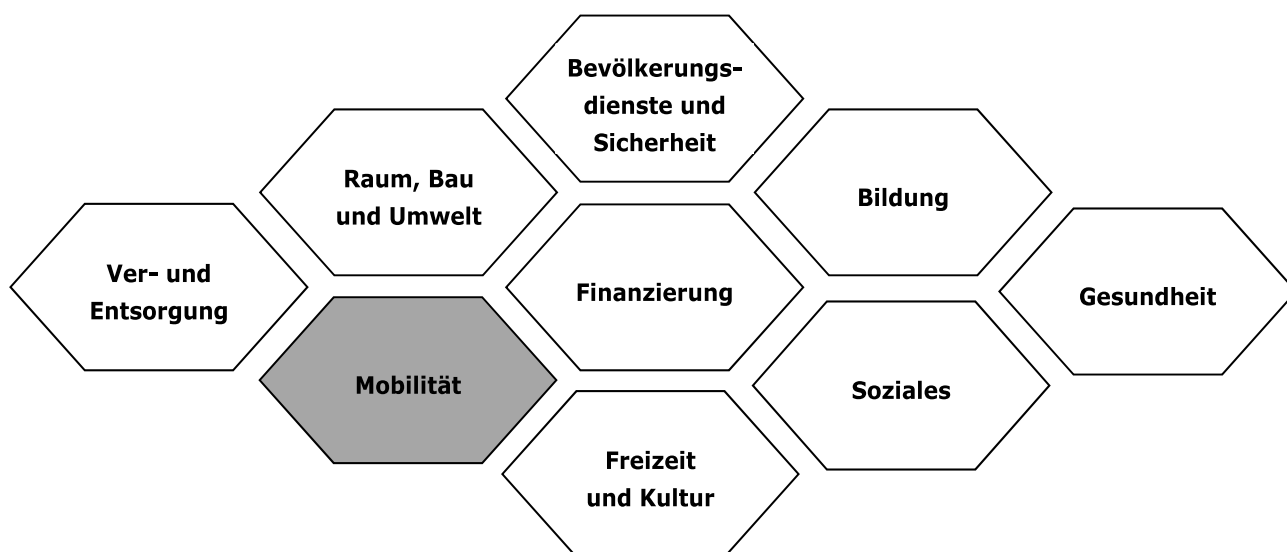 Bevölkerungs-
dienste und
Sicherheit
Raum, Bau
und Umwelt
Bildung
Ver- und
Entsorgung
Finanzierung
Gesundheit
Mobilität
Soziales
Freizeit
und Kultur